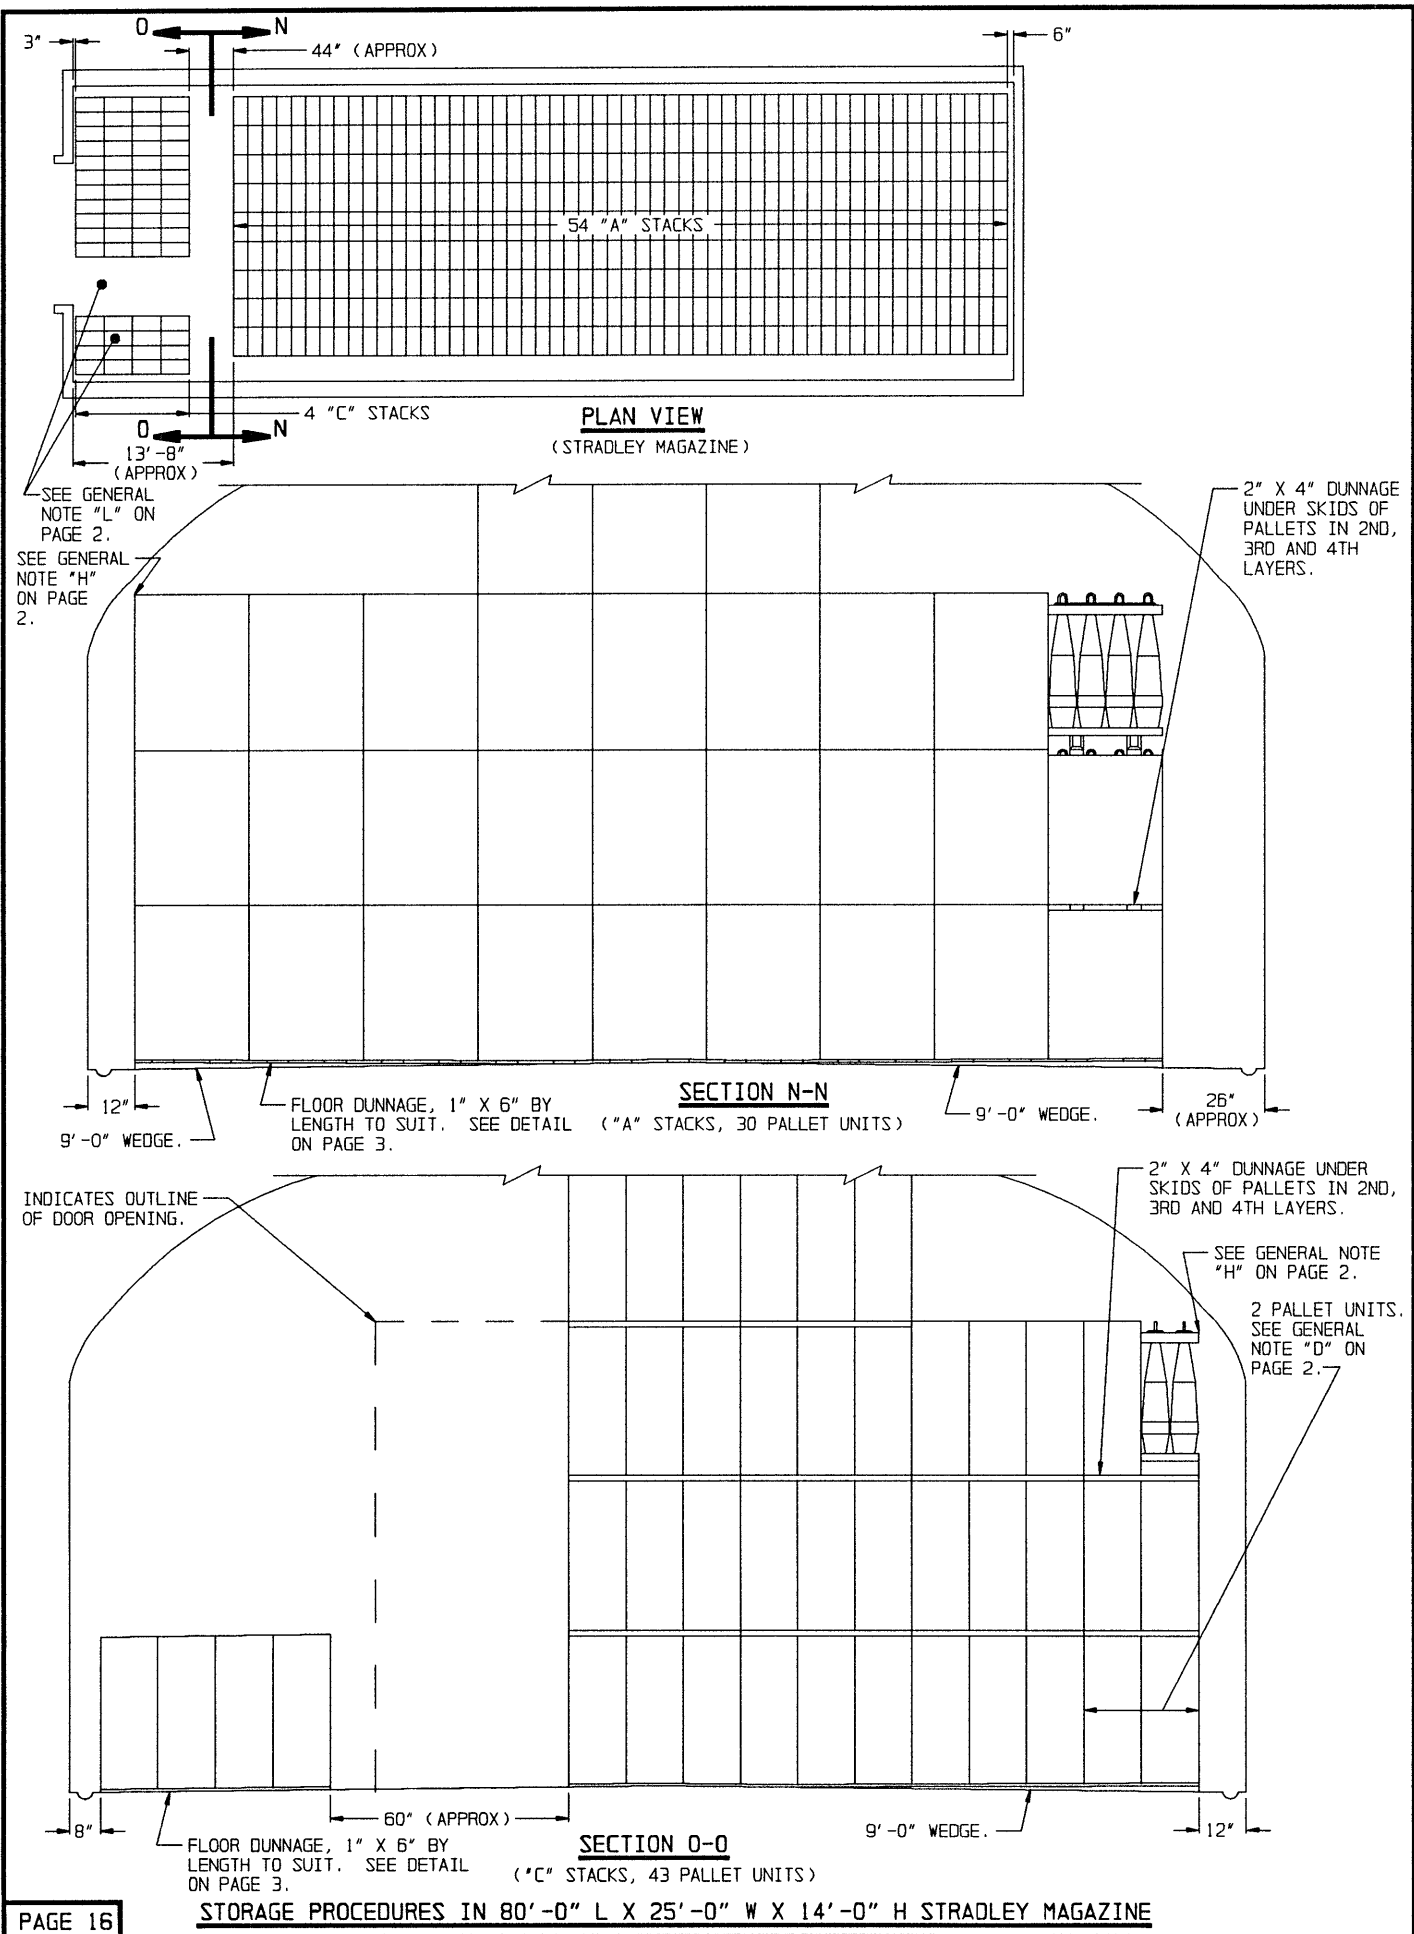 3"
O
N
44" (APPROX)
6"
54 "A" STACKS
4 "C" STACKS
O
N
13'-8"
(APPROX)
PLAN VIEW
(STRADLEY MAGAZINE)
SEE GENERAL
NOTE "L" ON
PAGE 2.
SEE GENERAL
NOTE "H"
ON PAGE
2.
2" X 4" DUNNAGE
UNDER SKIDS OF
PALLETS IN 2ND,
3RD AND 4TH
LAYERS.
12"
9'-0" WEDGE.
FLOOR DUNNAGE, 1" X 6" BY
LENGTH TO SUIT. SEE DETAIL
ON PAGE 3.
SECTION N-N
("A" STACKS, 30 PALLET UNITS)
9'-0" WEDGE.
26"
(APPROX)
INDICATES OUTLINE
OF DOOR OPENING.
2" X 4" DUNNAGE UNDER
SKIDS OF PALLETS IN 2ND,
3RD AND 4TH LAYERS.
SEE GENERAL NOTE
"H" ON PAGE 2.
2 PALLET UNITS.
SEE GENERAL
NOTE "D" ON
PAGE 2.
8"
60" (APPROX)
FLOOR DUNNAGE, 1" X 6" BY
LENGTH TO SUIT. SEE DETAIL
ON PAGE 3.
SECTION O-O
("C" STACKS, 43 PALLET UNITS)
9'-0" WEDGE.
12"
PAGE 16
STORAGE PROCEDURES IN 80'-0" L X 25'-0" W X 14'-0" H STRADLEY MAGAZINE